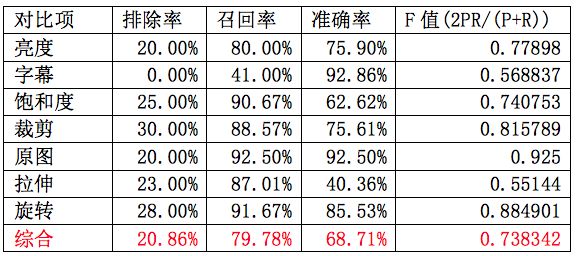 对比项 排除率 召回率 准确率 F 值(2PR/(P+R))
亮度 20.00% 80.00% 75.90% 0.77898
字幕 0.00% 41.00% 92.86% 0.568837
饱和度 25.00% 90.67% 62.62% 0.740753
裁剪 30.00% 88.57% 75.61% 0.815789
原图 20.00% 92.50% 92.50% 0.925
拉伸 23.00% 87.01% 40.36% 0.55144
旋转 28.00% 91.67% 85.53% 0.884901
综合 20.86% 79.78% 68.71% 0.738342